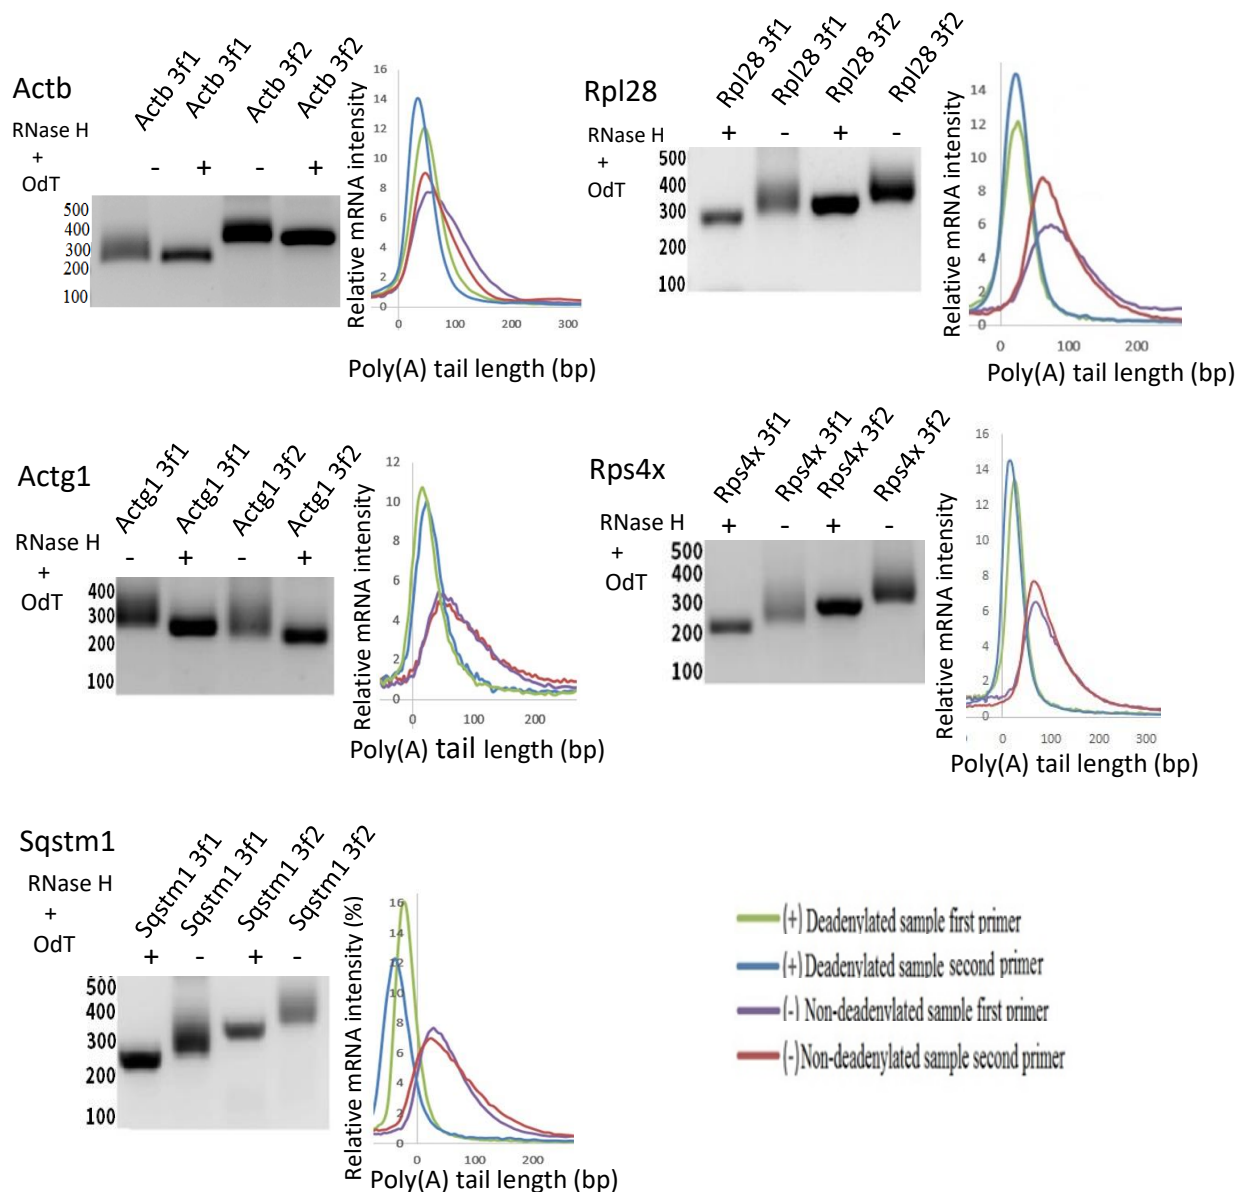 Actb
Actb 3f1
Actb 3f1
Actb 3f2
Actb 3f2
RNase H
+
OdT
- + - +
500
400
300
200
100
Relative mRNA intensity
16
14
12
10
8
6
4
2
0
0 100 200 300
Poly(A) tail length (bp)
Rpl28
Rpl28 3f1
Rpl28 3f1
Rpl28 3f2
Rpl28 3f2
RNase H
+
OdT
+ - + -
500
400
300
200
100
Relative mRNA intensity
14
12
10
8
6
4
2
0
0 100 200
Poly(A) tail length (bp)
Actg1
Actg1 3f1
Actg1 3f1
Actg1 3f2
Actg1 3f2
RNase H
+
OdT
- + - +
400
300
200
100
Relative mRNA intensity
12
10
8
6
4
2
0
0 100 200
Poly(A) tail length (bp)
Rps4x
Rps4x 3f1
Rps4x 3f1
Rps4x 3f2
Rps4x 3f2
RNase H
+
OdT
+ - + -
500
400
300
200
100
Relative mRNA intensity
16
14
12
10
8
6
4
2
0
0 100 200 300
Poly(A) tail length (bp)
Sqstm1
Sqstm1 3f1
Sqstm1 3f1
Sqstm1 3f2
Sqstm1 3f2
RNase H
+
OdT
+ - + -
500
400
300
200
100
Relative mRNA intensity (%)
16
14
12
10
8
6
4
2
0
0 100 200
Poly(A) tail length (bp)
(+) Deadenylated sample first primer
(+) Deadenylated sample second primer
(-) Non-deadenylated sample first primer
(-) Non-deadenylated sample second primer